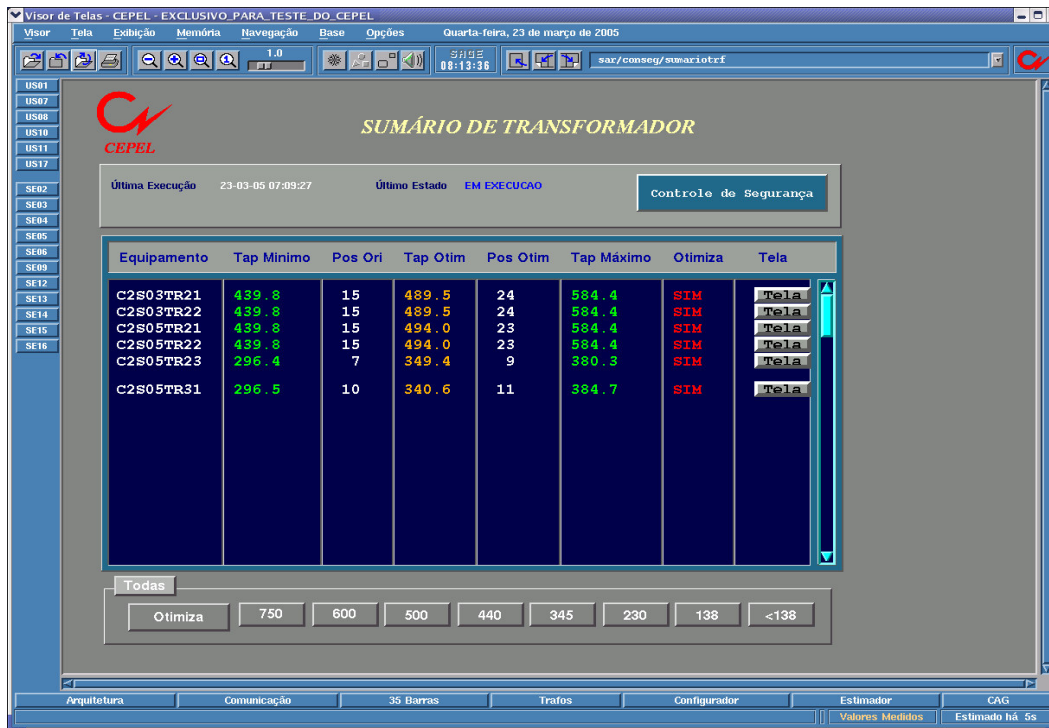 Visor de Telas - CEPEL - EXCLUSIVO_PARA_TESTE_DO_CEPEL
Visor Tela Exibição Memória Navegação Base Opções Quarta-feira, 23 de março de 2005
1.0 SAGE
08:13:36 sar/conseg/sumariotrf
US01
US07
US08
US10
US11
US17
SE02
SE03
SE04
SE05
SE06
SE09
SE12
SE13
SE14
SE15
SE16
CEPEL
SUMÁRIO DE TRANSFORMADOR
Última Execução 23-03-05 07:09:27 Último Estado EM EXECUCAO Controle de Segurança
Equipamento Tap Minimo Pos Ori Tap Otim Pos Otim Tap Máximo Otimiza Tela
C2S03TR21 439.8 15 489.5 24 584.4 SIM Tela
C2S03TR22 439.8 15 489.5 24 584.4 SIM Tela
C2S05TR21 439.8 15 494.0 23 584.4 SIM Tela
C2S05TR22 439.8 15 494.0 23 584.4 SIM Tela
C2S05TR23 296.4 7 349.4 9 380.3 SIM Tela
C2S05TR31 296.5 10 340.6 11 384.7 SIM Tela
Todas
Otimiza 750 600 500 440 345 230 138 <138
Arquitetura Comunicação 35 Barras Trafos Configurador Estimador CAG
Valores Medidos Estimado há 5s